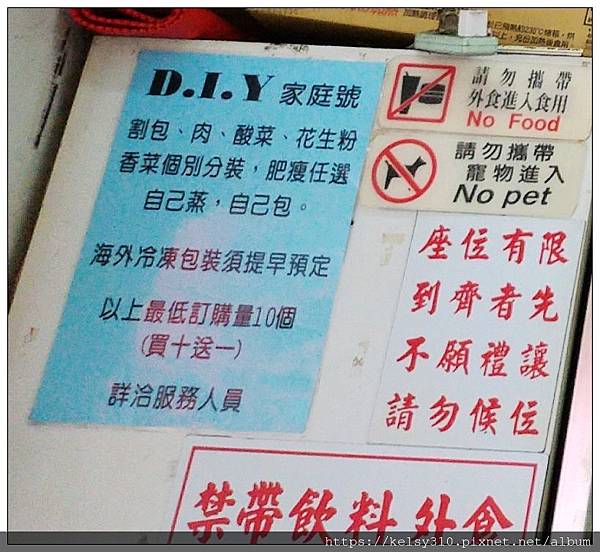 D.I.Y 家庭號
割包、肉、酸菜、花生粉
香菜個別分裝，肥瘦任選
自己蒸，自己包。
海外冷凍包裝須提早預定
以上最低訂購量10個
(買十送一)
詳洽服務人員
請勿攜帶
外食進入食用
No Food
請勿攜帶
寵物進入
No pet
座位有限
到齊者先
不願禮讓
請勿候位
禁帶飲料外食
https://kelsy310.pixnet.net/album